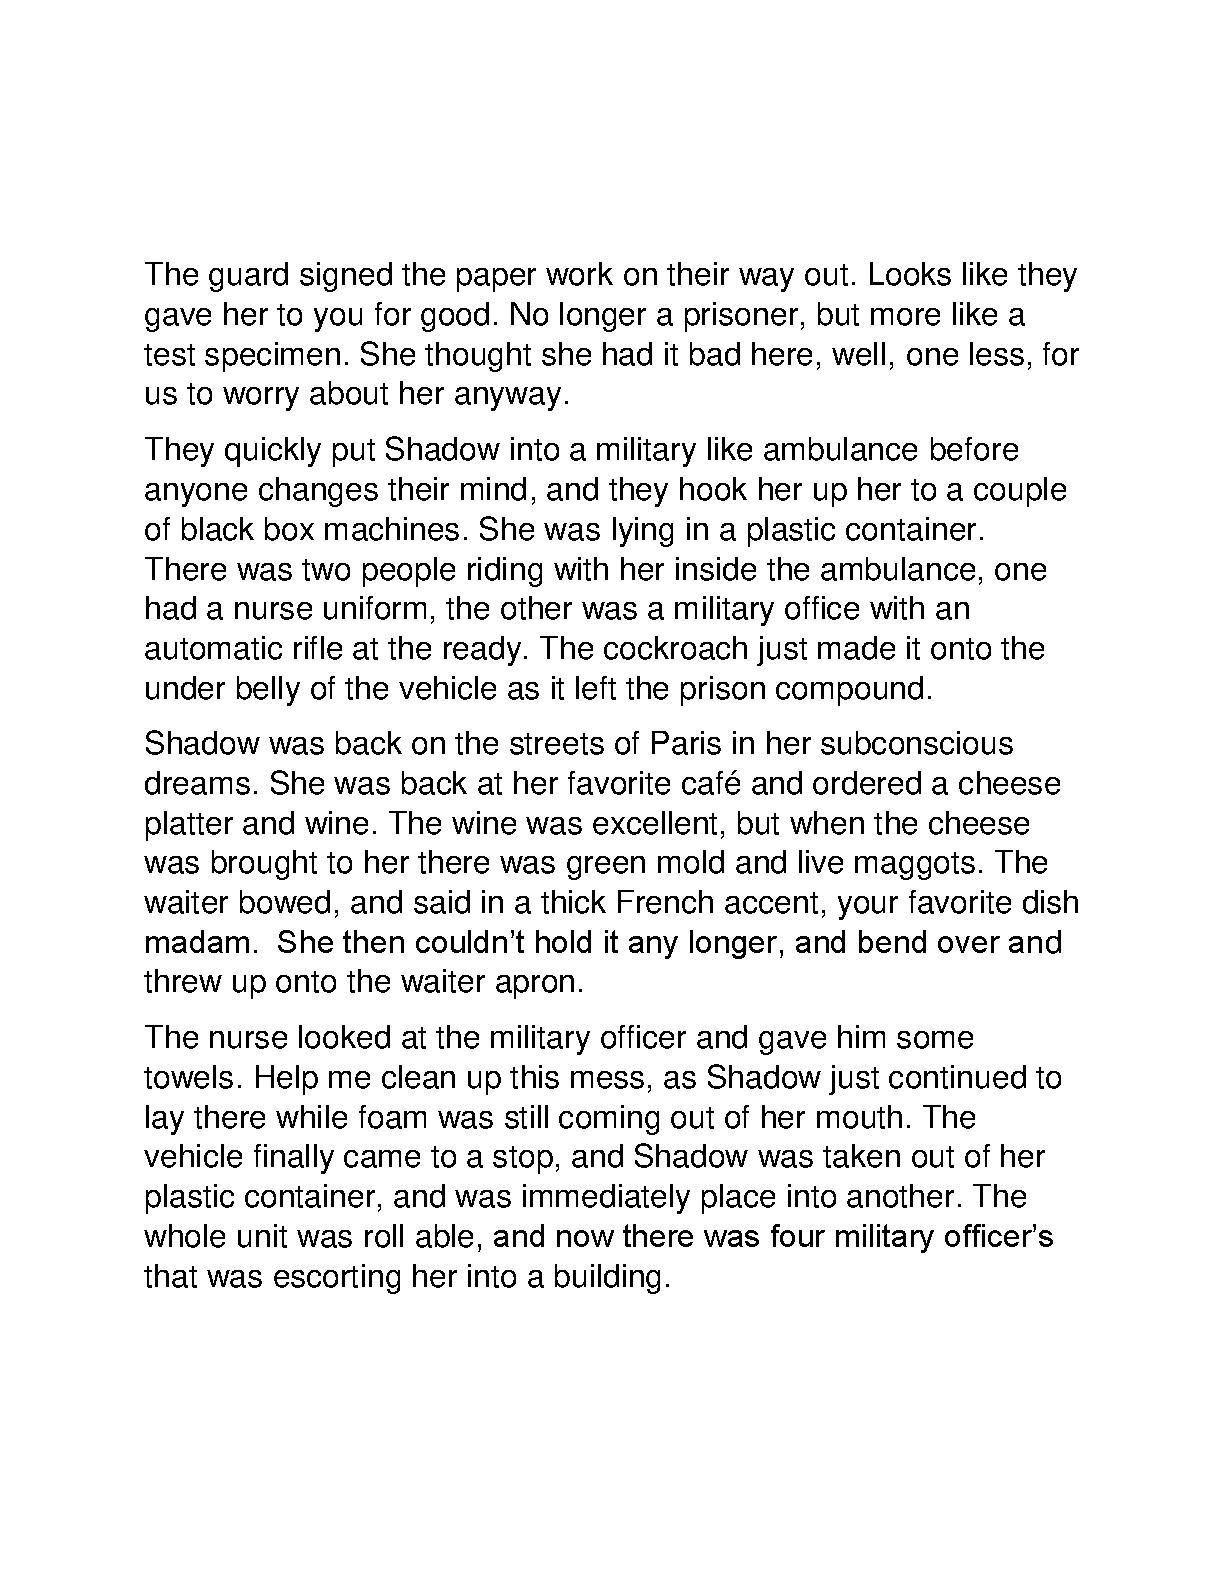 The guard signed the paper work on their way out. Looks like they
gave her to you for good. No longer a prisoner, but more like a
test specimen. She thought she had it bad here, well, one less, for
us to worry about her anyway.
They quickly put Shadow into a military like ambulance before
anyone changes their mind, and they hook her up her to a couple
of black box machines. She was lying in a plastic container.
There was two people riding with her inside the ambulance, one
had a nurse uniform, the other was a military office with an
automatic rifle at the ready. The cockroach just made it onto the
under belly of the vehicle as it left the prison compound.
Shadow was back on the streets of Paris in her subconscious
dreams. She was back at her favorite café and ordered a cheese
platter and wine. The wine was excellent, but when the cheese
was brought to her there was green mold and live maggots. The
waiter bowed, and said in a thick French accent, your favorite dish
madam.  She then couldn’t hold it any longer, and bend over and
threw up onto the waiter apron.
The nurse looked at the military officer and gave him some
towels. Help me clean up this mess, as Shadow just continued to
lay there while foam was still coming out of her mouth. The
vehicle finally came to a stop, and Shadow was taken out of her
plastic container, and was immediately place into another. The
whole unit was roll able, and now there was four military officer’s
that was escorting her into a building.